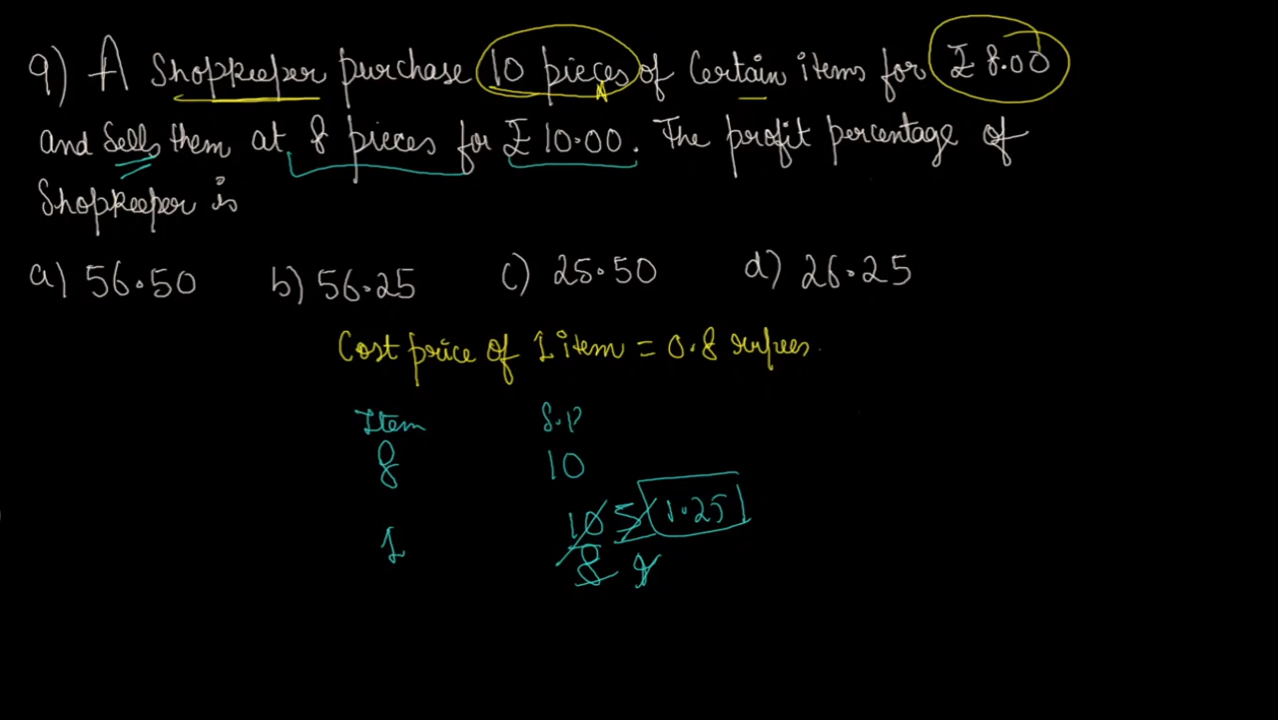 9) A Shopkeeper purchase 10 pieces of Certain items for ₹ 8.00
and Sells them at 8 pieces for ₹ 10.00. The profit percentage of
Shopkeeper is
a) 56.50 b) 56.25 c) 25.50 d) 26.25
Cost price of 1 item = 0.8 rupees.
Item S.P
8 10
10 5 1.25
1
8 4